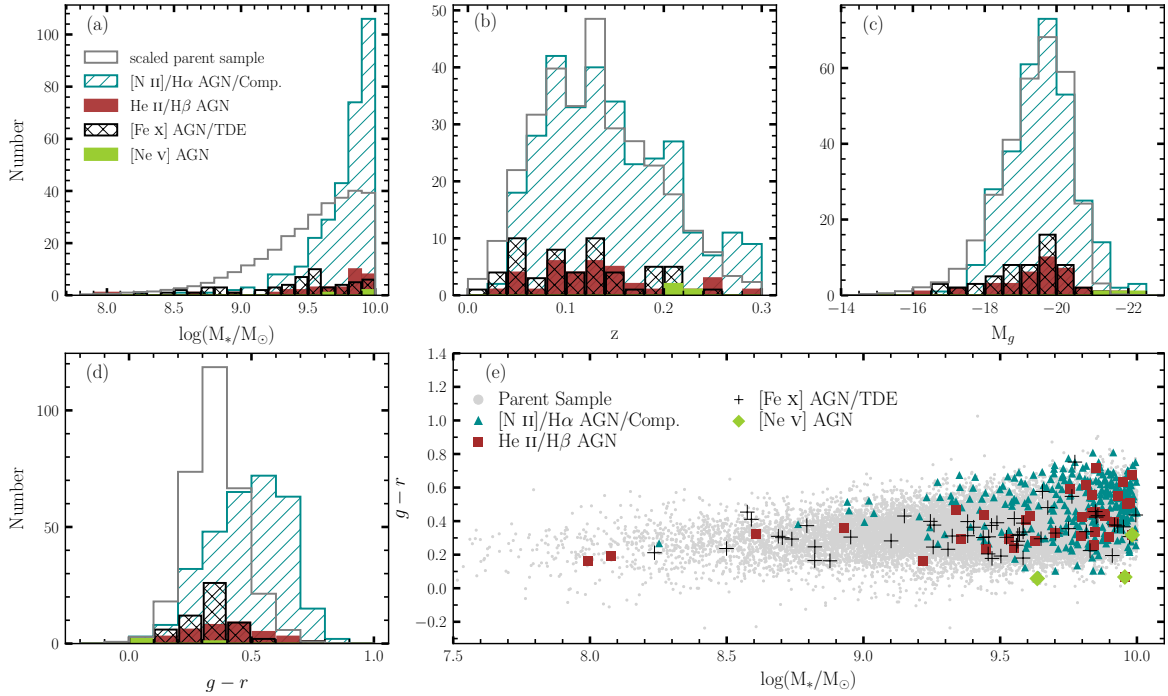 (a)
scaled parent sample
[N II]/Hα AGN/Comp.
He II/Hβ AGN
[Fe X] AGN/TDE
[Ne V] AGN
Number
0
20
40
60
80
100
8.0 8.5 9.0 9.5 10.0
log(M*/M⊙)
(b)
0
10
20
30
40
50
0.0 0.1 0.2 0.3
z
(c)
0
20
40
60
−14 −16 −18 −20 −22
M_g
(d)
Number
0
50
100
0.0 0.5 1.0
g − r
(e)
Parent Sample
[N II]/Hα AGN/Comp.
He II/Hβ AGN
[Fe X] AGN/TDE
[Ne V] AGN
g − r
1.4
1.2
1.0
0.8
0.6
0.4
0.2
0.0
−0.2
7.5 8.0 8.5 9.0 9.5 10.0
log(M*/M⊙)